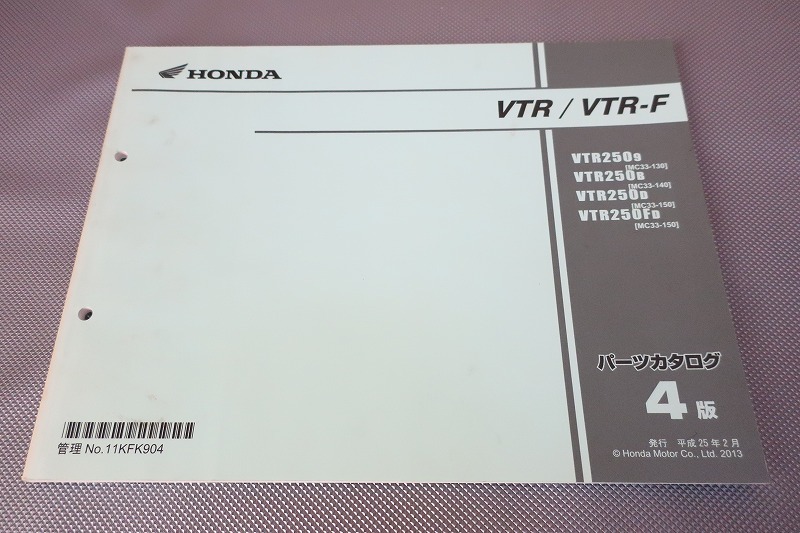 HONDA
VTR / VTR-F
VTR2509
[MC33-130]
VTR250B
[MC33-140]
VTR250D
[MC33-150]
VTR250FD
[MC33-150]
パーツカタログ
4版
発行 平成25年2月
© Honda Motor Co., Ltd. 2013
管理 No.11KFK904